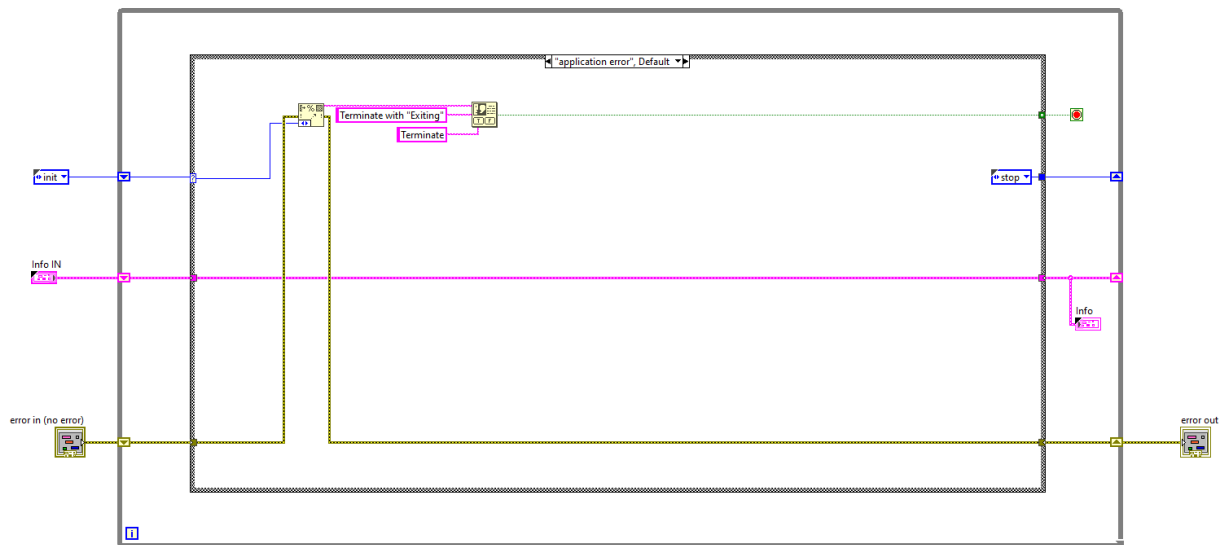 "application error", Default
Terminate with "Exiting"
Terminate
init
stop
Info IN
Info
error in (no error)
error out
i